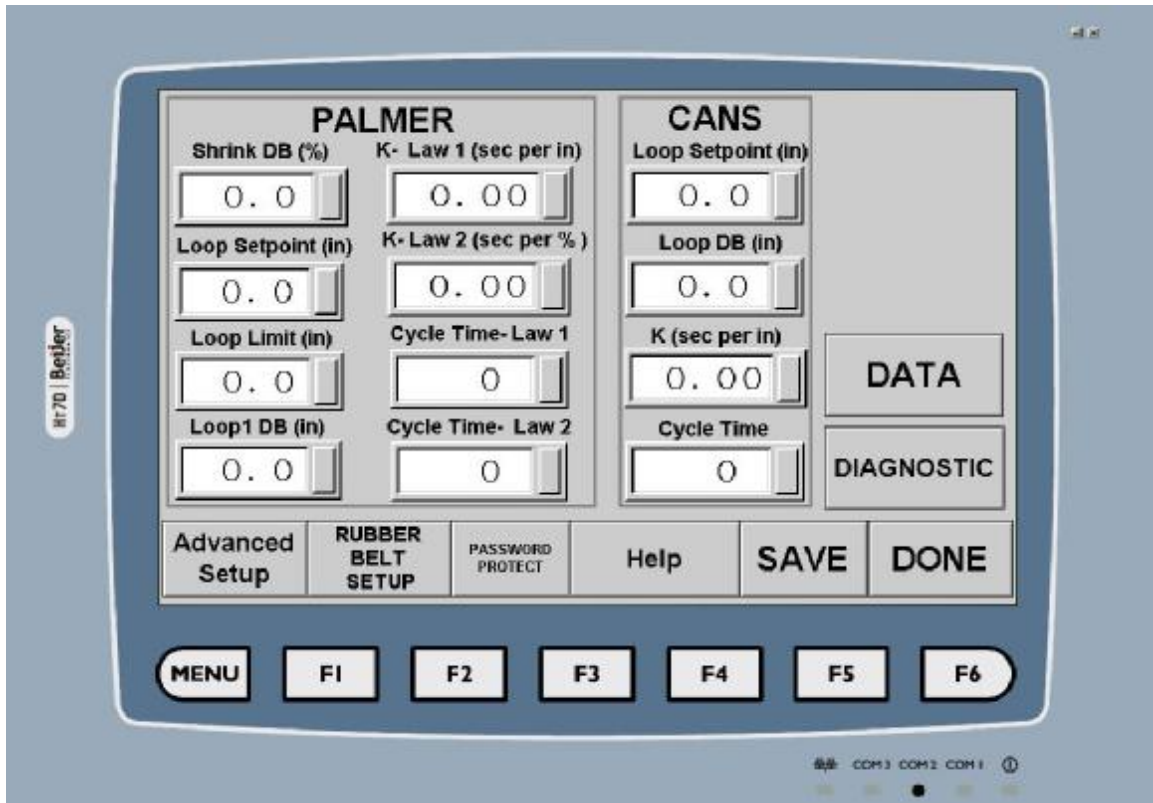 PALMER
Shrink DB (%)
0.0
Loop Setpoint (in)
0.0
Loop Limit (in)
0.0
Loop1 DB (in)
0.0
K- Law 1 (sec per in)
0.00
K- Law 2 (sec per % )
0.00
Cycle Time- Law 1
0
Cycle Time- Law 2
0
CANS
Loop Setpoint (in)
0.0
Loop DB (in)
0.0
K (sec per in)
0.00
Cycle Time
0
DATA
DIAGNOSTIC
Advanced
Setup
RUBBER
BELT
SETUP
PASSWORD
PROTECT
Help
SAVE
DONE
MENU
F1
F2
F3
F4
F5
F6
Beijer
COM3 COM2 COM1